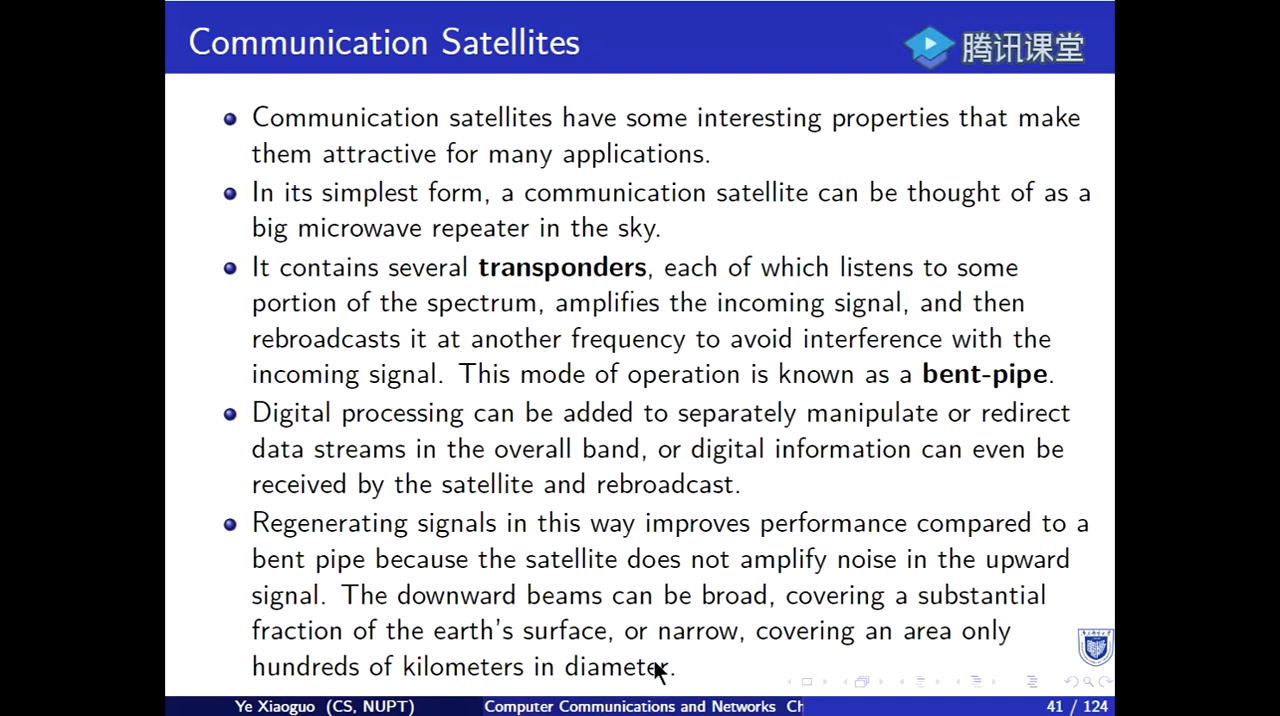 Communication Satellites
腾讯课堂
Communication satellites have some interesting properties that make
them attractive for many applications.
In its simplest form, a communication satellite can be thought of as a
big microwave repeater in the sky.
It contains several transponders, each of which listens to some
portion of the spectrum, amplifies the incoming signal, and then
rebroadcasts it at another frequency to avoid interference with the
incoming signal. This mode of operation is known as a bent-pipe.
Digital processing can be added to separately manipulate or redirect
data streams in the overall band, or digital information can even be
received by the satellite and rebroadcast.
Regenerating signals in this way improves performance compared to a
bent pipe because the satellite does not amplify noise in the upward
signal. The downward beams can be broad, covering a substantial
fraction of the earth's surface, or narrow, covering an area only
hundreds of kilometers in diameter.
Ye Xiaoguo (CS, NUPT) Computer Communications and Networks Ch 41 / 124